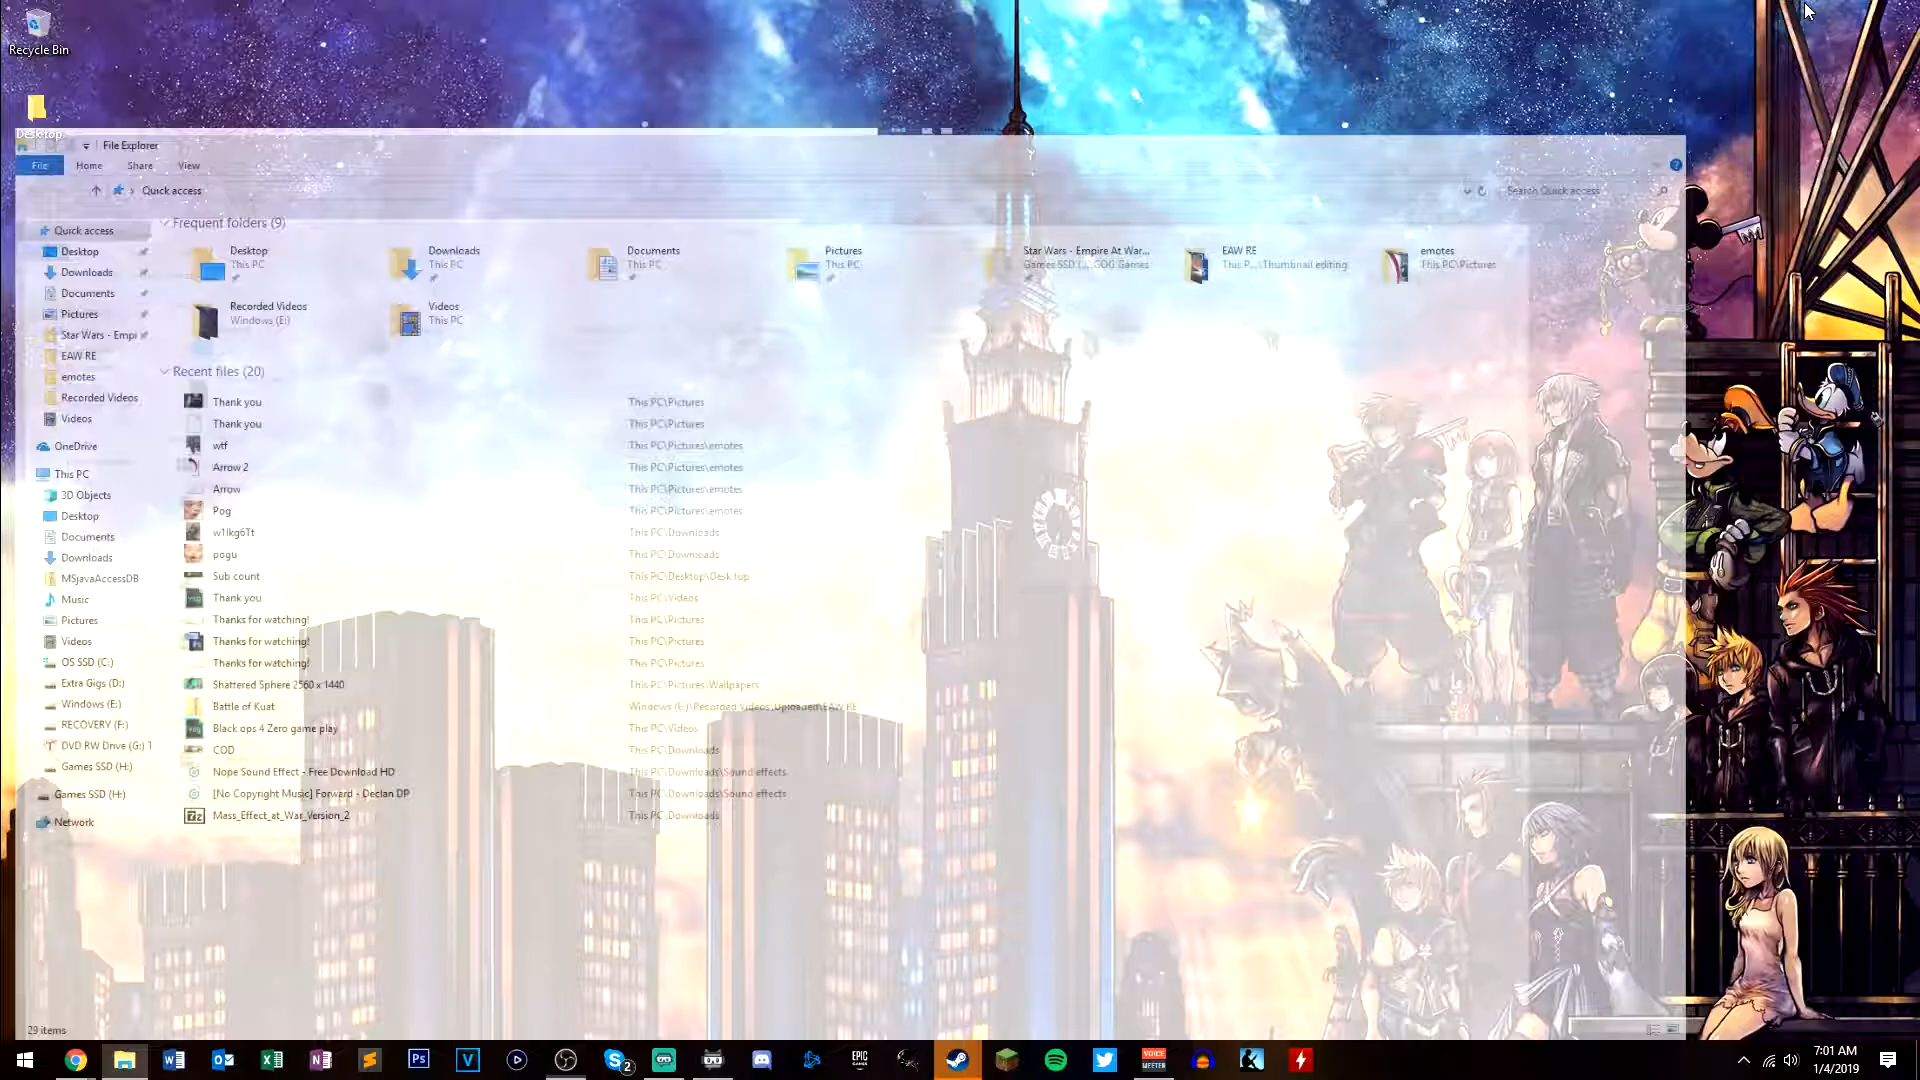 Recycle Bin
Desktop
File Explorer
File Home Share View
Quick access
Search Quick access
Quick access
Desktop
Downloads
Documents
Pictures
Star Wars - Empi
EAW RE
emotes
Recorded Videos
Videos
OneDrive
This PC
3D Objects
Desktop
Documents
Downloads
MSjavaAccessDB
Music
Pictures
Videos
OS SSD (C:)
Extra Gigs (D:)
Windows (E:)
RECOVERY (F:)
DVD RW Drive (G:) 1
Games SSD (H:)
Games SSD (H:)
Network
Frequent folders (9)
Desktop
This PC
Downloads
This PC
Documents
This PC
Pictures
This PC
Star Wars - Empire At War...
Games SSD (...\GOG Games
EAW RE
This P...\Thumbnail editing
emotes
This PC\Pictures
Recorded Videos
Windows (E:)
Videos
This PC
Recent files (20)
Thank you This PC\Pictures
Thank you This PC\Pictures
wtf This PC\Pictures\emotes
Arrow 2 This PC\Pictures\emotes
Arrow This PC\Pictures\emotes
Pog This PC\Pictures\emotes
w1lkg6Tt This PC\Downloads
pogu This PC\Downloads
Sub count This PC\Desktop\Desktop
Thank you This PC\Videos
Thanks for watching! This PC\Pictures
Thanks for watching! This PC\Pictures
Thanks for watching! This PC\Pictures
Shattered Sphere 2560 x 1440 This PC\Pictures\Wallpapers
Battle of Kuat Windows (E:)\Recorded Videos\Uploaded\EAW RE
Black ops 4 Zero game play This PC\Videos
COD This PC\Downloads
Nope Sound Effect - Free Download HD This PC\Downloads\Sound effects
[No Copyright Music] Forward - Declan DP This PC\Downloads\Sound effects
Mass_Effect_at_War_Version_2 This PC\Downloads
29 items
Ps
V
2
EPIC GAMES
VOICE MEETER
7:01 AM
1/4/2019